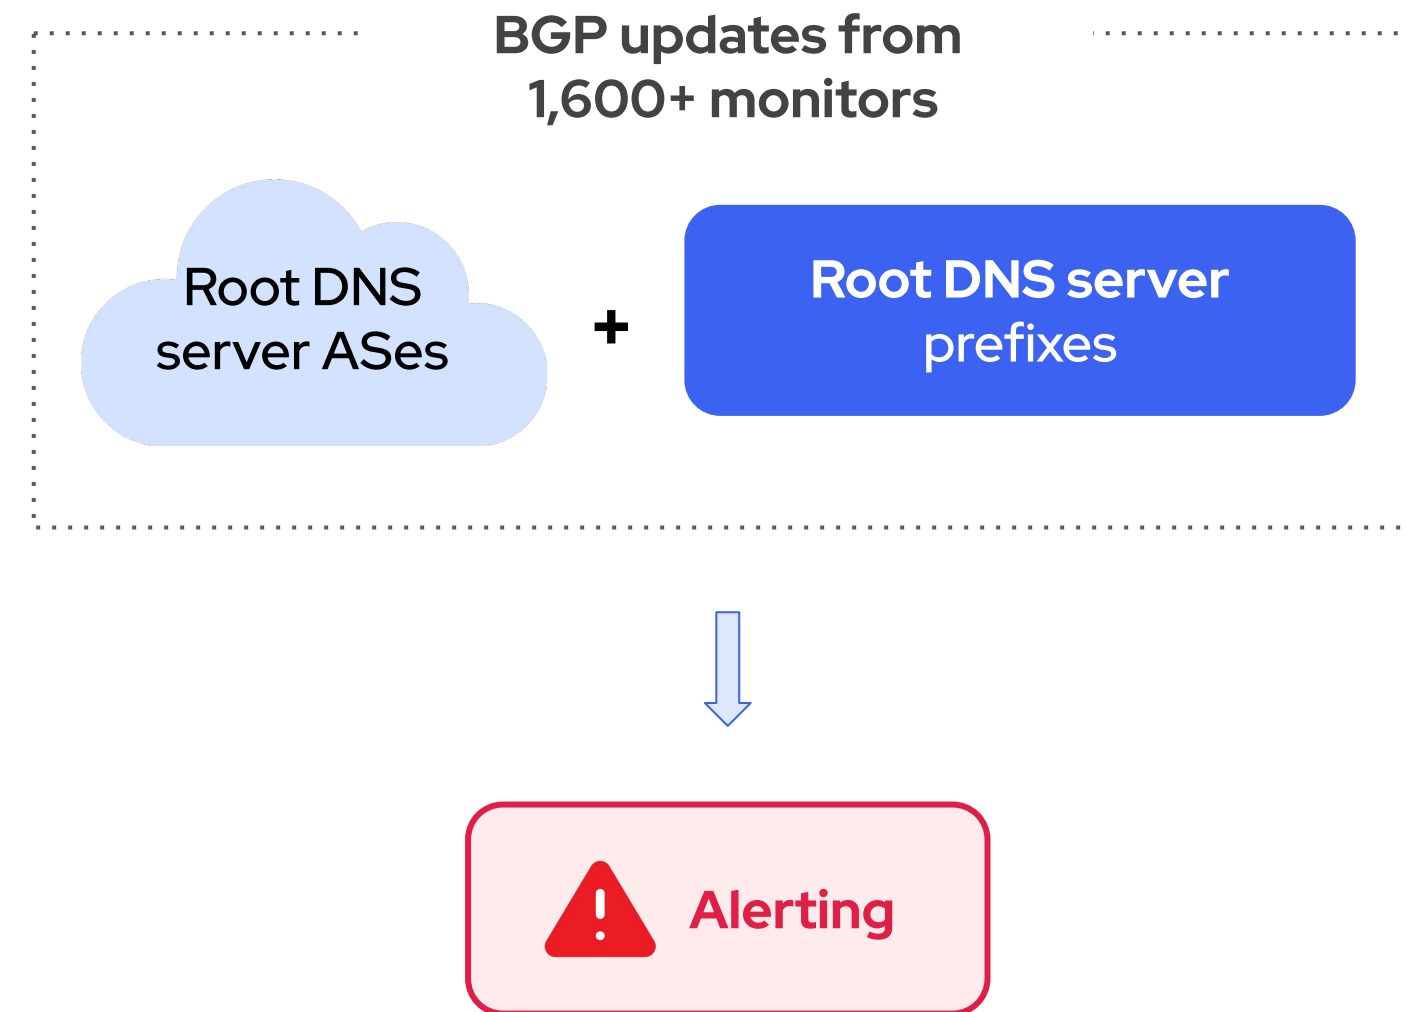 BGP updates from
1,600+ monitors
Root DNS
server ASes
+
Root DNS server
prefixes
Alerting